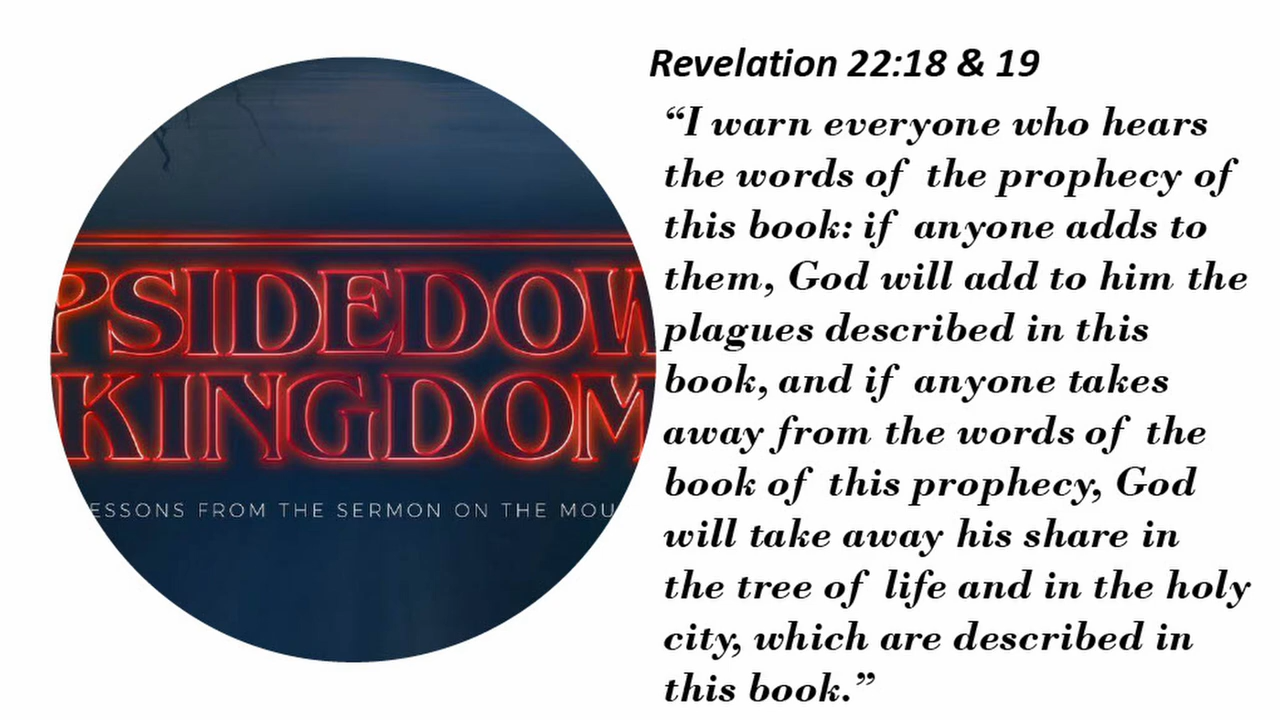 PSIDEDOW
KINGDOM
ESSONS FROM THE SERMON ON THE MOU
Revelation 22:18 & 19
“I warn everyone who hears
the words of the prophecy of
this book: if anyone adds to
them, God will add to him the
plagues described in this
book, and if anyone takes
away from the words of the
book of this prophecy, God
will take away his share in
the tree of life and in the holy
city, which are described in
this book.”